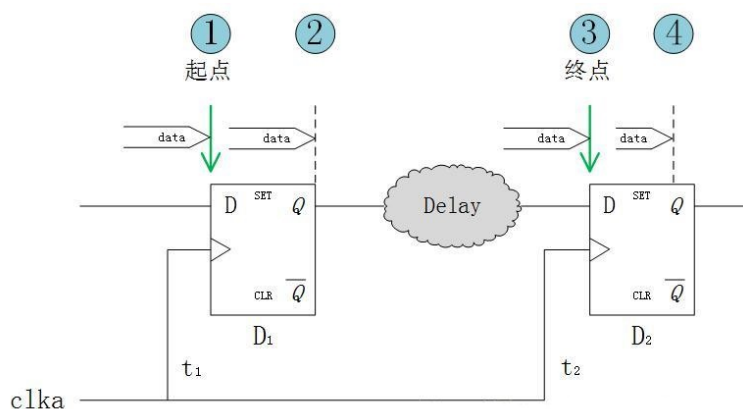 ① ② ③ ④
起点 终点
data data data data
D SET Q Delay D SET Q
CLR Q CLR Q
D₁ D₂
t₁ t₂
clka